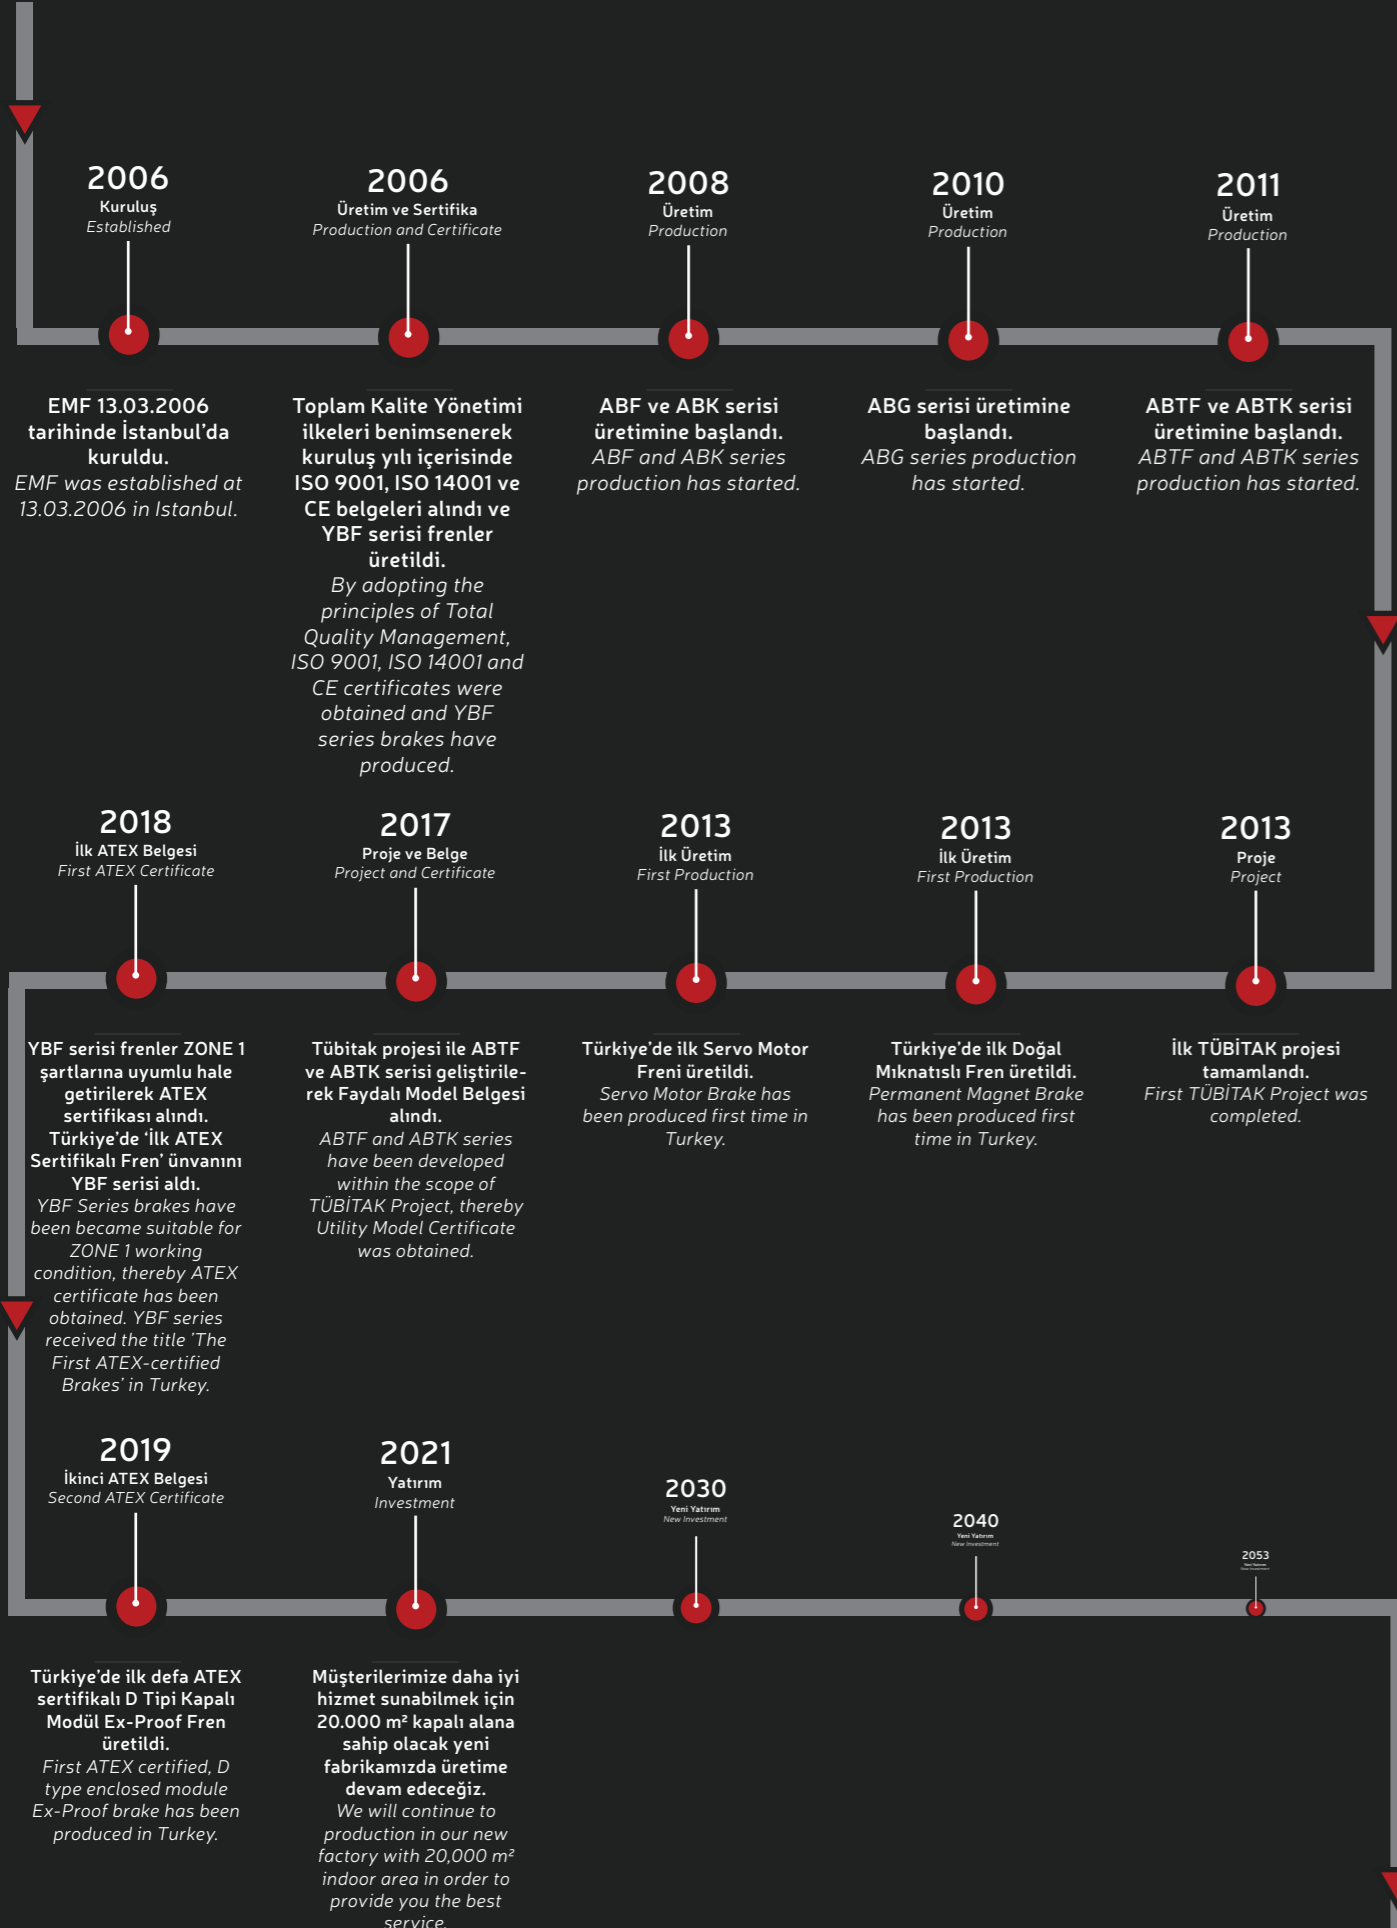 2006
Kuruluş
Established
EMF 13.03.2006
tarihinde İstanbul’da
kuruldu.
EMF was established at
13.03.2006 in Istanbul.
2006
Üretim ve Sertifika
Production and Certificate
Toplam Kalite Yönetimi
ilkeleri benimsenerek
kuruluş yılı içerisinde
ISO 9001, ISO 14001 ve
CE belgeleri alındı ve
YBF serisi frenler
üretildi.
By adopting the
principles of Total
Quality Management,
ISO 9001, ISO 14001 and
CE certificates were
obtained and YBF
series brakes have
produced.
2008
Üretim
Production
ABF ve ABK serisi
üretimine başlandı.
ABF and ABK series
production has started.
2010
Üretim
Production
ABG serisi üretimine
başlandı.
ABG series production
has started.
2011
Üretim
Production
ABTF ve ABTK serisi
üretimine başlandı.
ABTF and ABTK series
production has started.
2018
İlk ATEX Belgesi
First ATEX Certificate
YBF serisi frenler ZONE 1
şartlarına uyumlu hale
getirilerek ATEX
sertifikası alındı.
Türkiye’de ‘İlk ATEX
Sertifikalı Fren’ ünvanını
YBF serisi aldı.
YBF Series brakes have
been became suitable for
ZONE 1 working
condition, thereby ATEX
certificate has been
obtained. YBF series
received the title ’The
First ATEX-certified
Brakes’ in Turkey.
2017
Proje ve Belge
Project and Certificate
Tübitak projesi ile ABTF
ve ABTK serisi geliştirile-
rek Faydalı Model Belgesi
alındı.
ABTF and ABTK series
have been developed
within the scope of
TÜBİTAK Project, thereby
Utility Model Certificate
was obtained.
2013
İlk Üretim
First Production
Türkiye’de ilk Servo Motor
Freni üretildi.
Servo Motor Brake has
been produced first time in
Turkey.
2013
İlk Üretim
First Production
Türkiye’de ilk Doğal
Mıknatıslı Fren üretildi.
Permanent Magnet Brake
has been produced first
time in Turkey.
2013
Proje
Project
İlk TÜBİTAK projesi
tamamlandı.
First TÜBİTAK Project was
completed.
2019
İkinci ATEX Belgesi
Second ATEX Certificate
Türkiye’de ilk defa ATEX
sertifikalı D Tipi Kapalı
Modül Ex-Proof Fren
üretildi.
First ATEX certified, D
type enclosed module
Ex-Proof brake has been
produced in Turkey.
2021
Yatırım
Investment
Müşterilerimize daha iyi
hizmet sunabilmek için
20.000 m² kapalı alana
sahip olacak yeni
fabrikamızda üretime
devam edeceğiz.
We will continue to
production in our new
factory with 20,000 m²
indoor area in order to
provide you the best
service.
2030
Yeni Yatırım
New Investment
2040
Yeni Yatırım
New Investment
2053